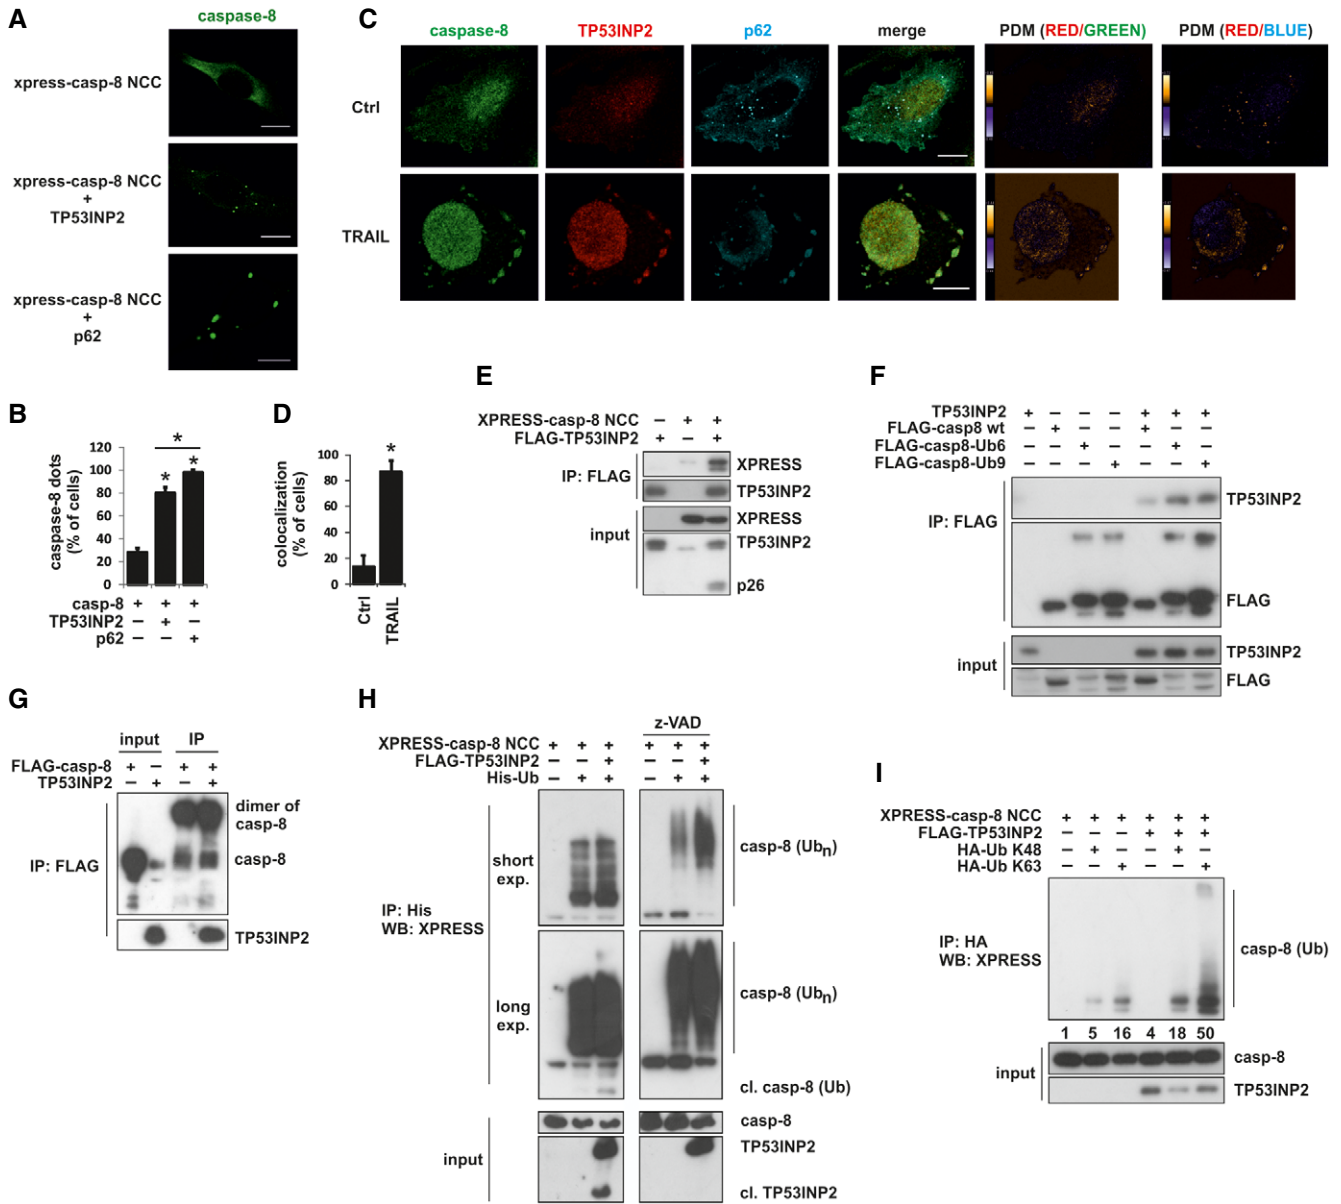 A
caspase-8
xpress-casp-8 NCC
xpress-casp-8 NCC
+
TP53INP2
xpress-casp-8 NCC
+
p62
C
caspase-8 TP53INP2 p62 merge PDM (RED/GREEN) PDM (RED/BLUE)
Ctrl
TRAIL
B
caspase-8 dots
(% of cells)
120
100
80
60
40
20
0
*
*
*
casp-8 + + +
TP53INP2 – + –
p62 – – +
D
colocalization
(% of cells)
100
80
60
40
20
0
*
Ctrl
TRAIL
E
XPRESS-casp-8 NCC – + +
FLAG-TP53INP2 + – +
IP: FLAG
XPRESS
TP53INP2
input
XPRESS
TP53INP2
p26
F
TP53INP2 + – – – + + +
FLAG-casp8 wt – + – – + – –
FLAG-casp8-Ub6 – – + – – + –
FLAG-casp8-Ub9 – – – + – – +
IP: FLAG
TP53INP2
FLAG
input
TP53INP2
FLAG
G
input IP
FLAG-casp-8 + – + +
TP53INP2 – + – +
IP: FLAG
dimer of
casp-8
casp-8
TP53INP2
H
z-VAD
XPRESS-casp-8 NCC + + + + + +
FLAG-TP53INP2 – – + – – +
His-Ub – + + – + +
IP: His
WB: XPRESS
short
exp.
casp-8 (Ubn)
long
exp.
casp-8 (Ubn)
cl. casp-8 (Ub)
input
casp-8
TP53INP2
cl. TP53INP2
I
XPRESS-casp-8 NCC + + + + + +
FLAG-TP53INP2 – – – + + +
HA-Ub K48 – + – – + –
HA-Ub K63 – – + – – +
IP: HA
WB: XPRESS
casp-8 (Ub)
1 5 16 4 18 50
input
casp-8
TP53INP2